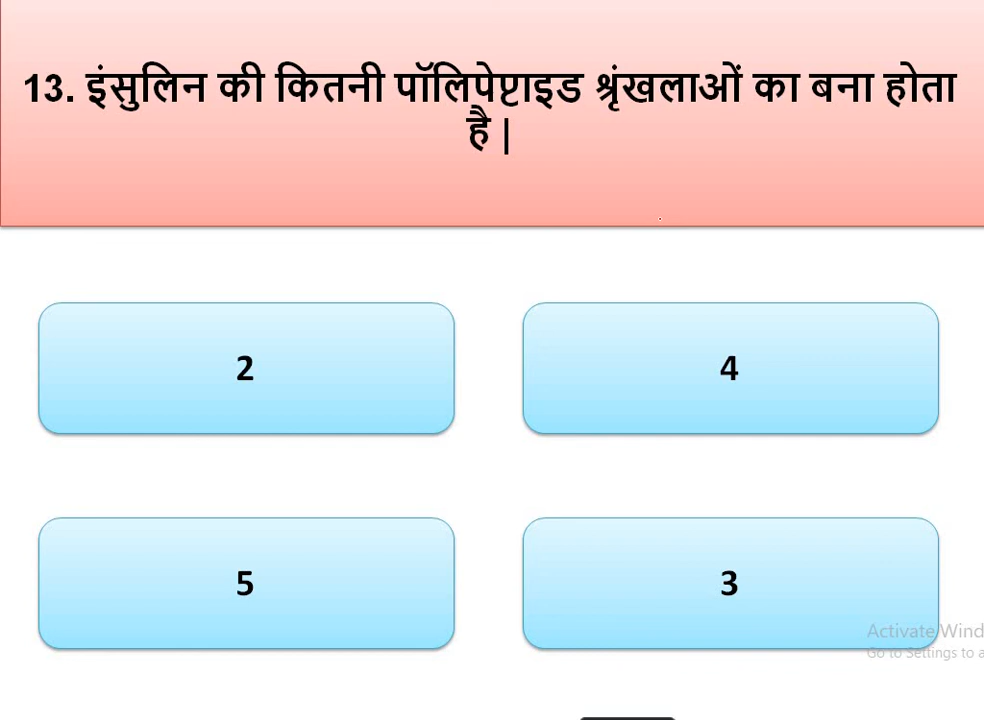 13. इंसुलिन की कितनी पॉलिपेप्टाइड श्रृंखलाओं का बना होता
है |
2
4
5
3
Activate Wind
Go to Settings to a